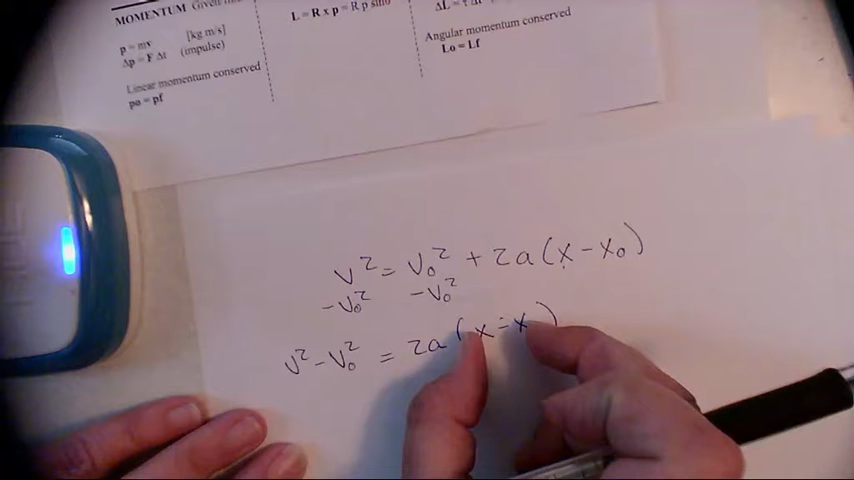 MOMENTUM Given
p = mv [kg m/s]
Δp = F Δt (impulse)
Linear momentum conserved
po = pf
L = R x p = R p sinθ
Angular momentum conserved
Lo = Lf
v² = v₀² + 2a(x - x₀)
-v₀² -v₀²
v² - v₀² = 2a(x - x )